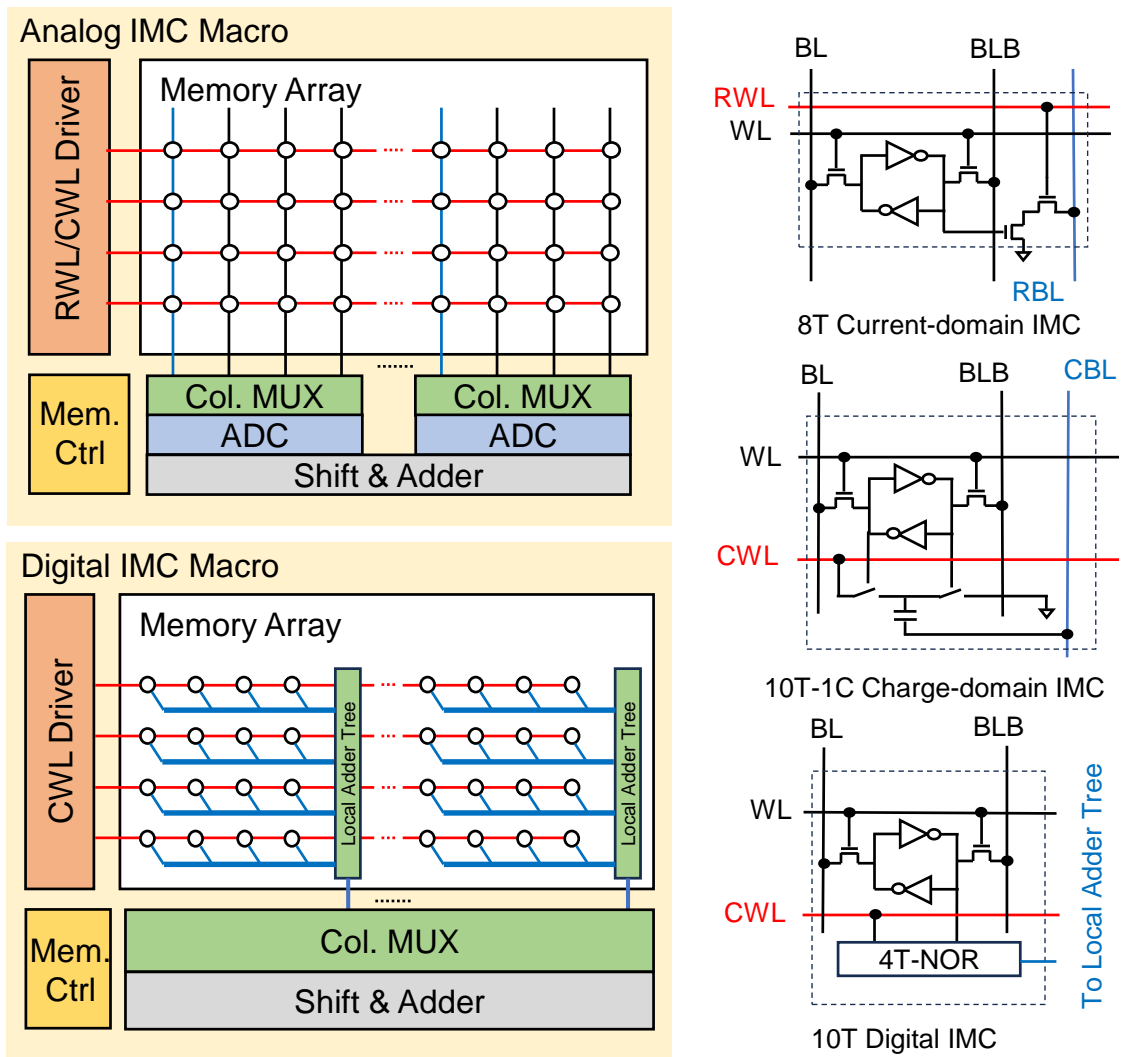 Analog IMC Macro
RWL/CWL Driver
Memory Array
Mem.
Ctrl
Col. MUX
ADC
Col. MUX
ADC
Shift & Adder
Digital IMC Macro
CWL Driver
Memory Array
Local Adder Tree
Local Adder Tree
Mem.
Ctrl
Col. MUX
Shift & Adder
BL
BLB
RWL
WL
RBL
8T Current-domain IMC
BL
BLB
CBL
WL
CWL
10T-1C Charge-domain IMC
BL
BLB
WL
CWL
4T-NOR
To Local Adder Tree
10T Digital IMC